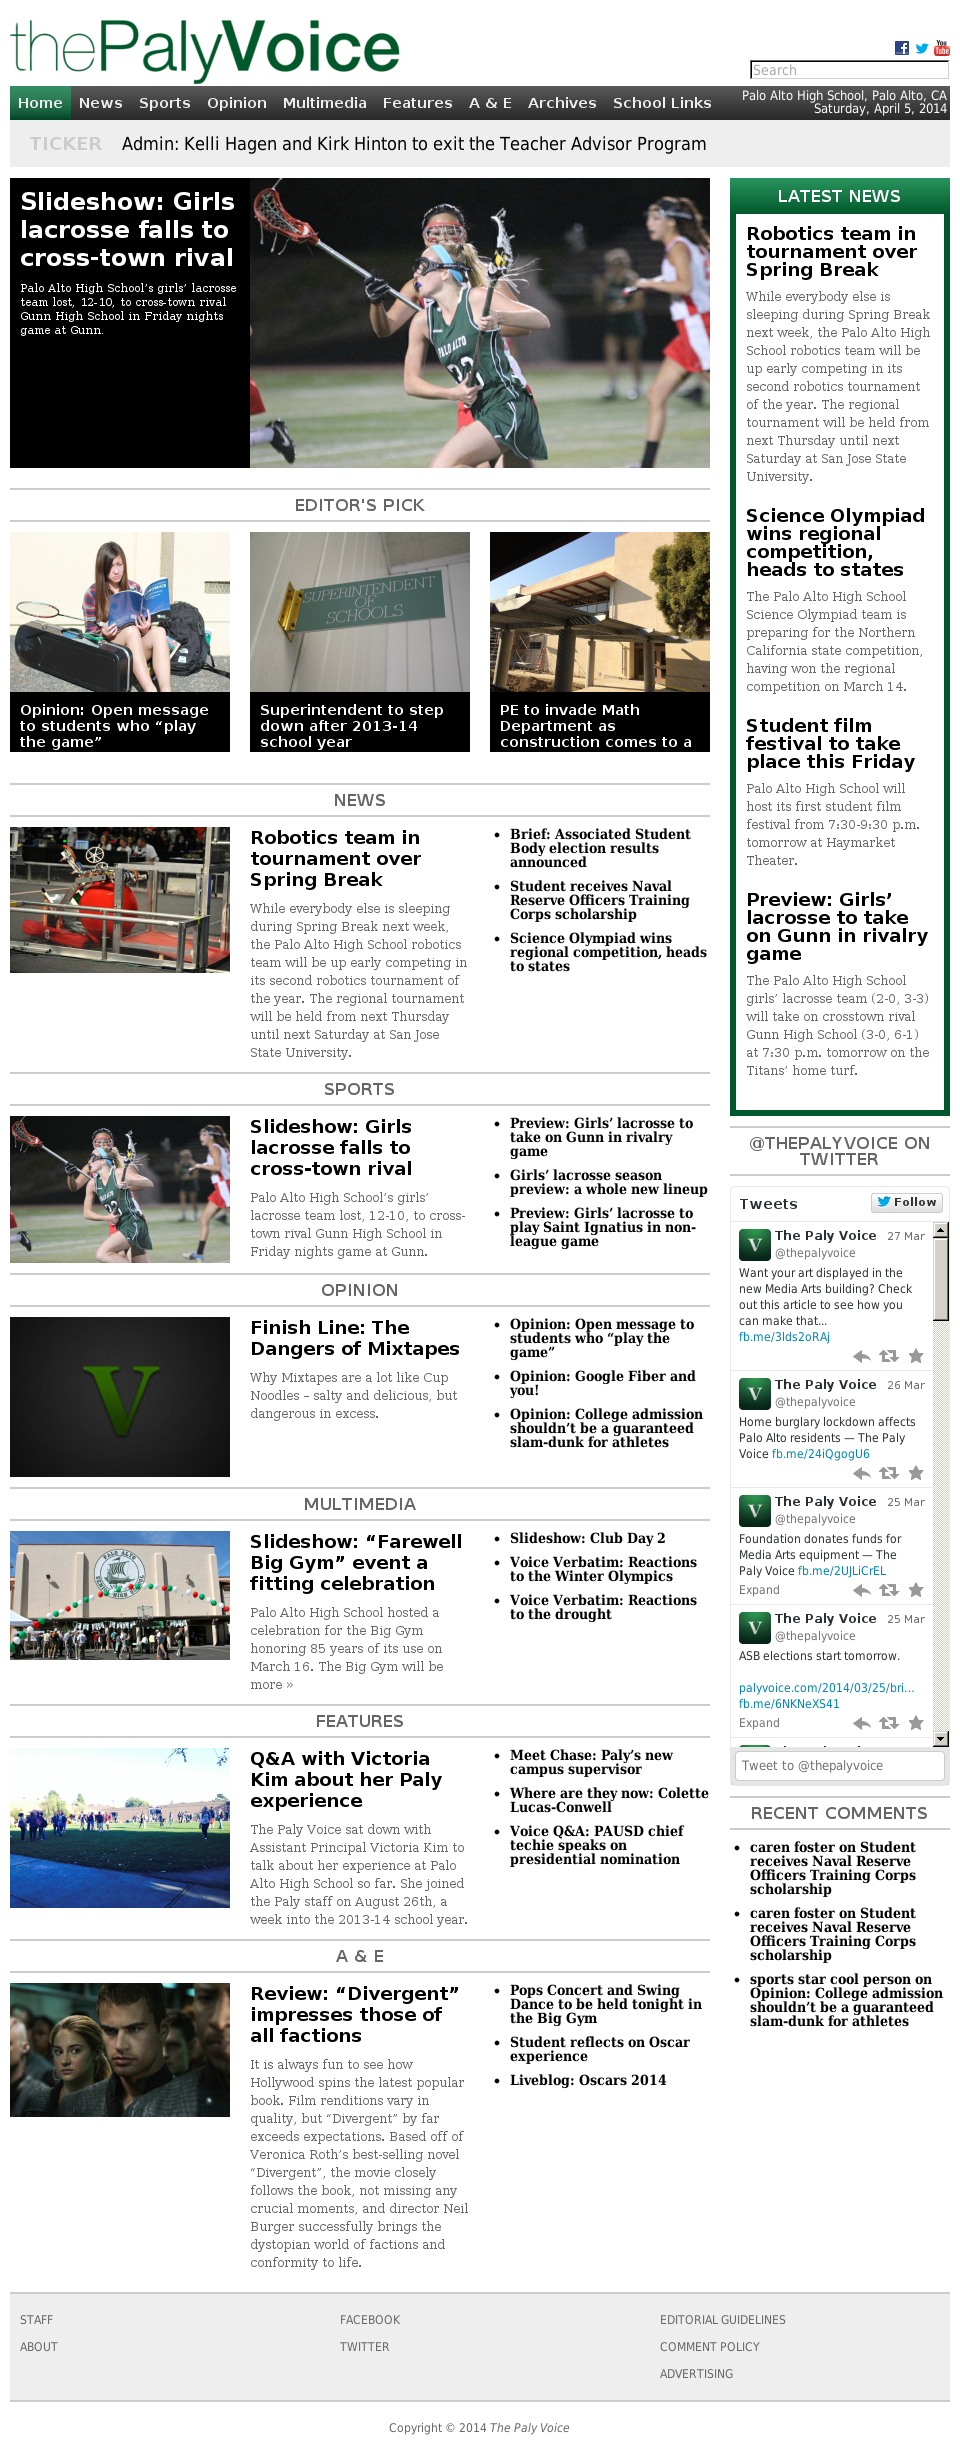 thePalyVoice
Search
Home News Sports Opinion Multimedia Features A & E Archives School Links
Palo Alto High School, Palo Alto, CA
Saturday, April 5, 2014
TICKER Admin: Kelli Hagen and Kirk Hinton to exit the Teacher Advisor Program
Slideshow: Girls
lacrosse falls to
cross-town rival
Palo Alto High School's girls' lacrosse
team lost, 12-10, to cross-town rival
Gunn High School in Friday nights
game at Gunn.
PALO ALTO
EDITOR'S PICK
SUPERINTENDENT
OF
SCHOOLS
Opinion: Open message
to students who “play
the game”
Superintendent to step
down after 2013-14
school year
PE to invade Math
Department as
construction comes to a
NEWS
Robotics team in
tournament over
Spring Break
While everybody else is sleeping
during Spring Break next week,
the Palo Alto High School robotics
team will be up early competing in
its second robotics tournament of
the year. The regional tournament
will be held from next Thursday
until next Saturday at San Jose
State University.
Brief: Associated Student
Body election results
announced
Student receives Naval
Reserve Officers Training
Corps scholarship
Science Olympiad wins
regional competition, heads
to states
SPORTS
Slideshow: Girls
lacrosse falls to
cross-town rival
Palo Alto High School's girls'
lacrosse team lost, 12-10, to cross-
town rival Gunn High School in
Friday nights game at Gunn.
Preview: Girls’ lacrosse to
take on Gunn in rivalry
game
Girls’ lacrosse season
preview: a whole new lineup
Preview: Girls’ lacrosse to
play Saint Ignatius in non-
league game
OPINION
V
Finish Line: The
Dangers of Mixtapes
Why Mixtapes are a lot like Cup
Noodles – salty and delicious, but
dangerous in excess.
Opinion: Open message to
students who “play the
game”
Opinion: Google Fiber and
you!
Opinion: College admission
shouldn’t be a guaranteed
slam-dunk for athletes
MULTIMEDIA
PALO ALTO
SENIOR HIGH SCHOOL
Slideshow: “Farewell
Big Gym” event a
fitting celebration
Palo Alto High School hosted a
celebration for the Big Gym
honoring 85 years of its use on
March 16. The Big Gym will be
more »
Slideshow: Club Day 2
Voice Verbatim: Reactions
to the Winter Olympics
Voice Verbatim: Reactions
to the drought
FEATURES
Q&A with Victoria
Kim about her Paly
experience
The Paly Voice sat down with
Assistant Principal Victoria Kim to
talk about her experience at Palo
Alto High School so far. She joined
the Paly staff on August 26th, a
week into the 2013-14 school year.
Meet Chase: Paly’s new
campus supervisor
Where are they now: Colette
Lucas-Conwell
Voice Q&A: PAUSD chief
techie speaks on
presidential nomination
A & E
Review: “Divergent”
impresses those of
all factions
It is always fun to see how
Hollywood spins the latest popular
book. Film renditions vary in
quality, but “Divergent” by far
exceeds expectations. Based off of
Veronica Roth’s best-selling novel
“Divergent”, the movie closely
follows the book, not missing any
crucial moments, and director Neil
Burger successfully brings the
dystopian world of factions and
conformity to life.
Pops Concert and Swing
Dance to be held tonight in
the Big Gym
Student reflects on Oscar
experience
Liveblog: Oscars 2014
LATEST NEWS
Robotics team in
tournament over
Spring Break
While everybody else is
sleeping during Spring Break
next week, the Palo Alto High
School robotics team will be
up early competing in its
second robotics tournament
of the year. The regional
tournament will be held from
next Thursday until next
Saturday at San Jose State
University.
Science Olympiad
wins regional
competition,
heads to states
The Palo Alto High School
Science Olympiad team is
preparing for the Northern
California state competition,
having won the regional
competition on March 14.
Student film
festival to take
place this Friday
Palo Alto High School will
host its first student film
festival from 7:30-9:30 p.m.
tomorrow at Haymarket
Theater.
Preview: Girls’
lacrosse to take
on Gunn in rivalry
game
The Palo Alto High School
girls’ lacrosse team (2-0, 3-3)
will take on crosstown rival
Gunn High School (3-0, 6-1)
at 7:30 p.m. tomorrow on the
Titans’ home turf.
@THEPALYVOICE ON
TWITTER
Tweets Follow
The Paly Voice 27 Mar
@thepalyvoice
Want your art displayed in the
new Media Arts building? Check
out this article to see how you
can make that...
fb.me/3lds2oRAj
The Paly Voice 26 Mar
@thepalyvoice
Home burglary lockdown affects
Palo Alto residents — The Paly
Voice fb.me/24iQgogU6
The Paly Voice 25 Mar
@thepalyvoice
Foundation donates funds for
Media Arts equipment — The
Paly Voice fb.me/2UJLiCrEL
Expand
The Paly Voice 25 Mar
@thepalyvoice
ASB elections start tomorrow.
palyvoice.com/2014/03/25/bri...
fb.me/6NKNeXS41
Expand
Tweet to @thepalyvoice
RECENT COMMENTS
caren foster on Student
receives Naval Reserve
Officers Training Corps
scholarship
caren foster on Student
receives Naval Reserve
Officers Training Corps
scholarship
sports star cool person on
Opinion: College admission
shouldn’t be a guaranteed
slam-dunk for athletes
STAFF
ABOUT
FACEBOOK
TWITTER
EDITORIAL GUIDELINES
COMMENT POLICY
ADVERTISING
Copyright © 2014 The Paly Voice